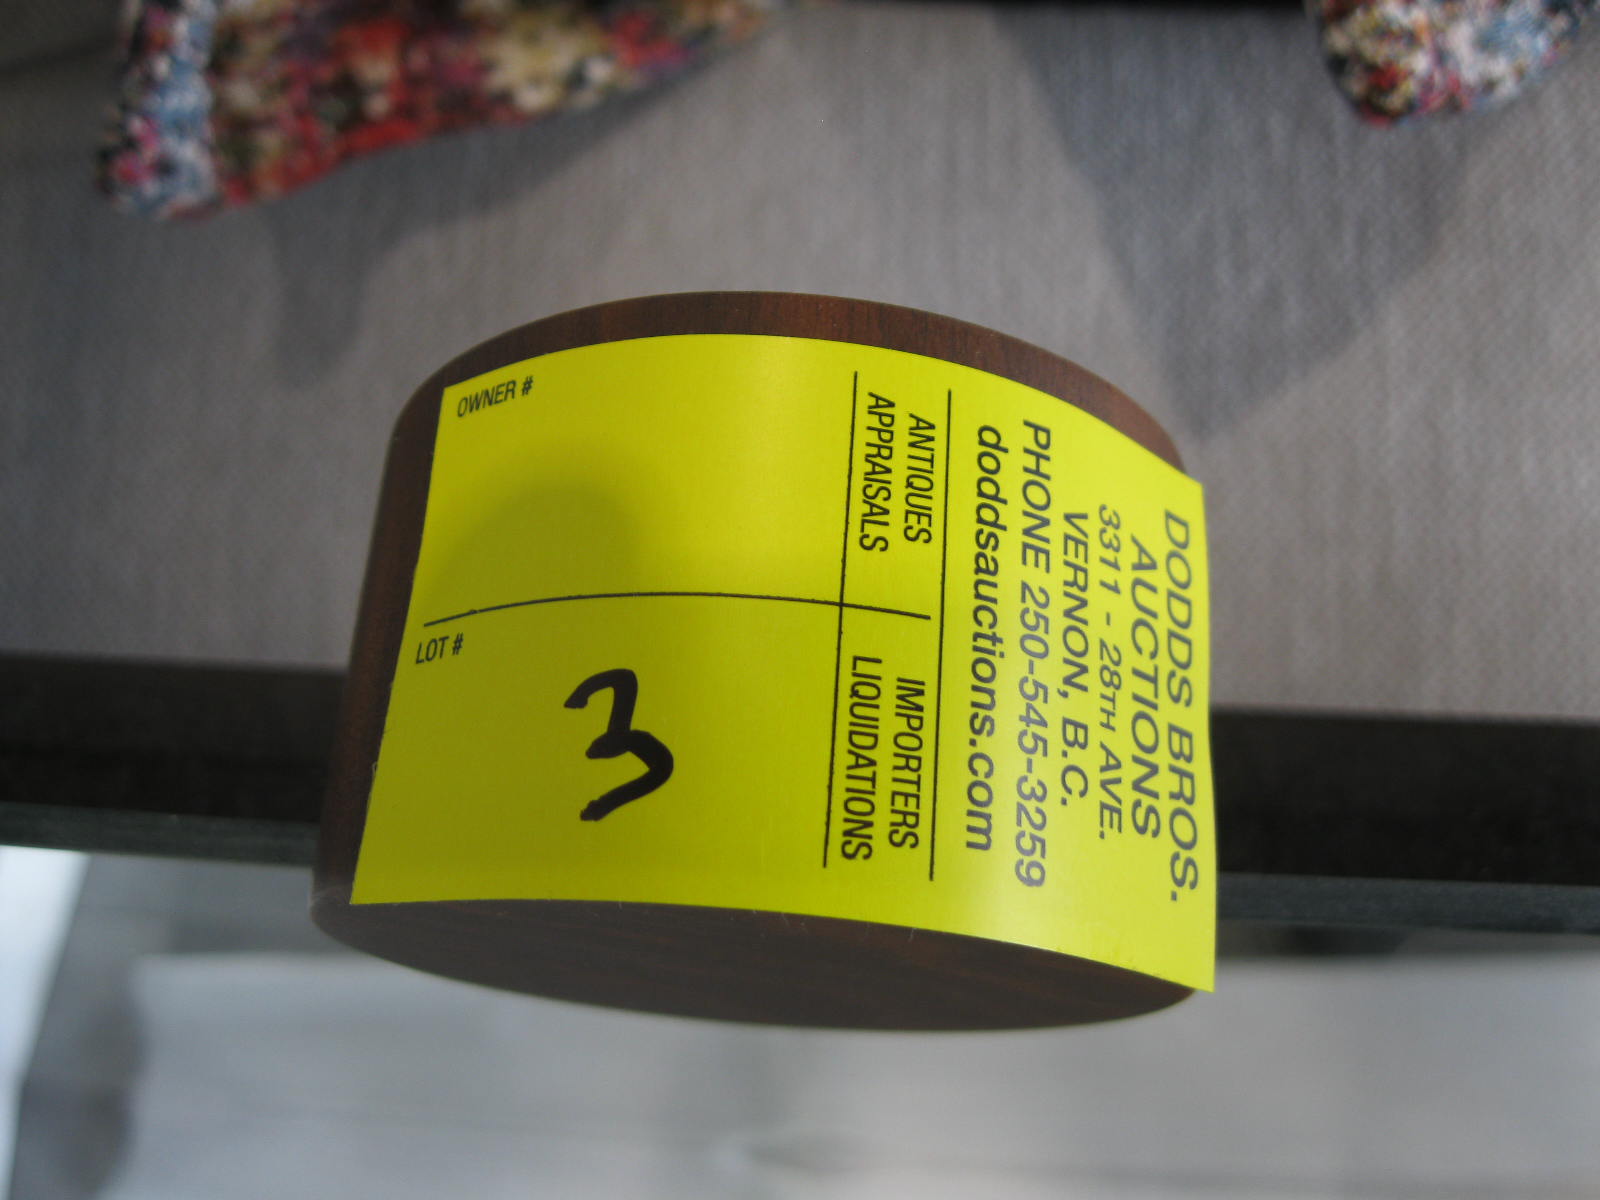 DODDS BROS.
AUCTIONS
3311 - 28TH AVE.
VERNON, B.C.
PHONE 250-545-3259
doddsauctions.com
ANTIQUES
APPRAISALS
IMPORTERS
LIQUIDATIONS
OWNER #
LOT #
3